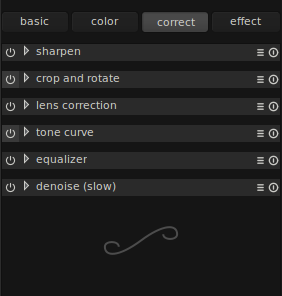 basic color correct effect
sharpen
crop and rotate
lens correction
tone curve
equalizer
denoise (slow)